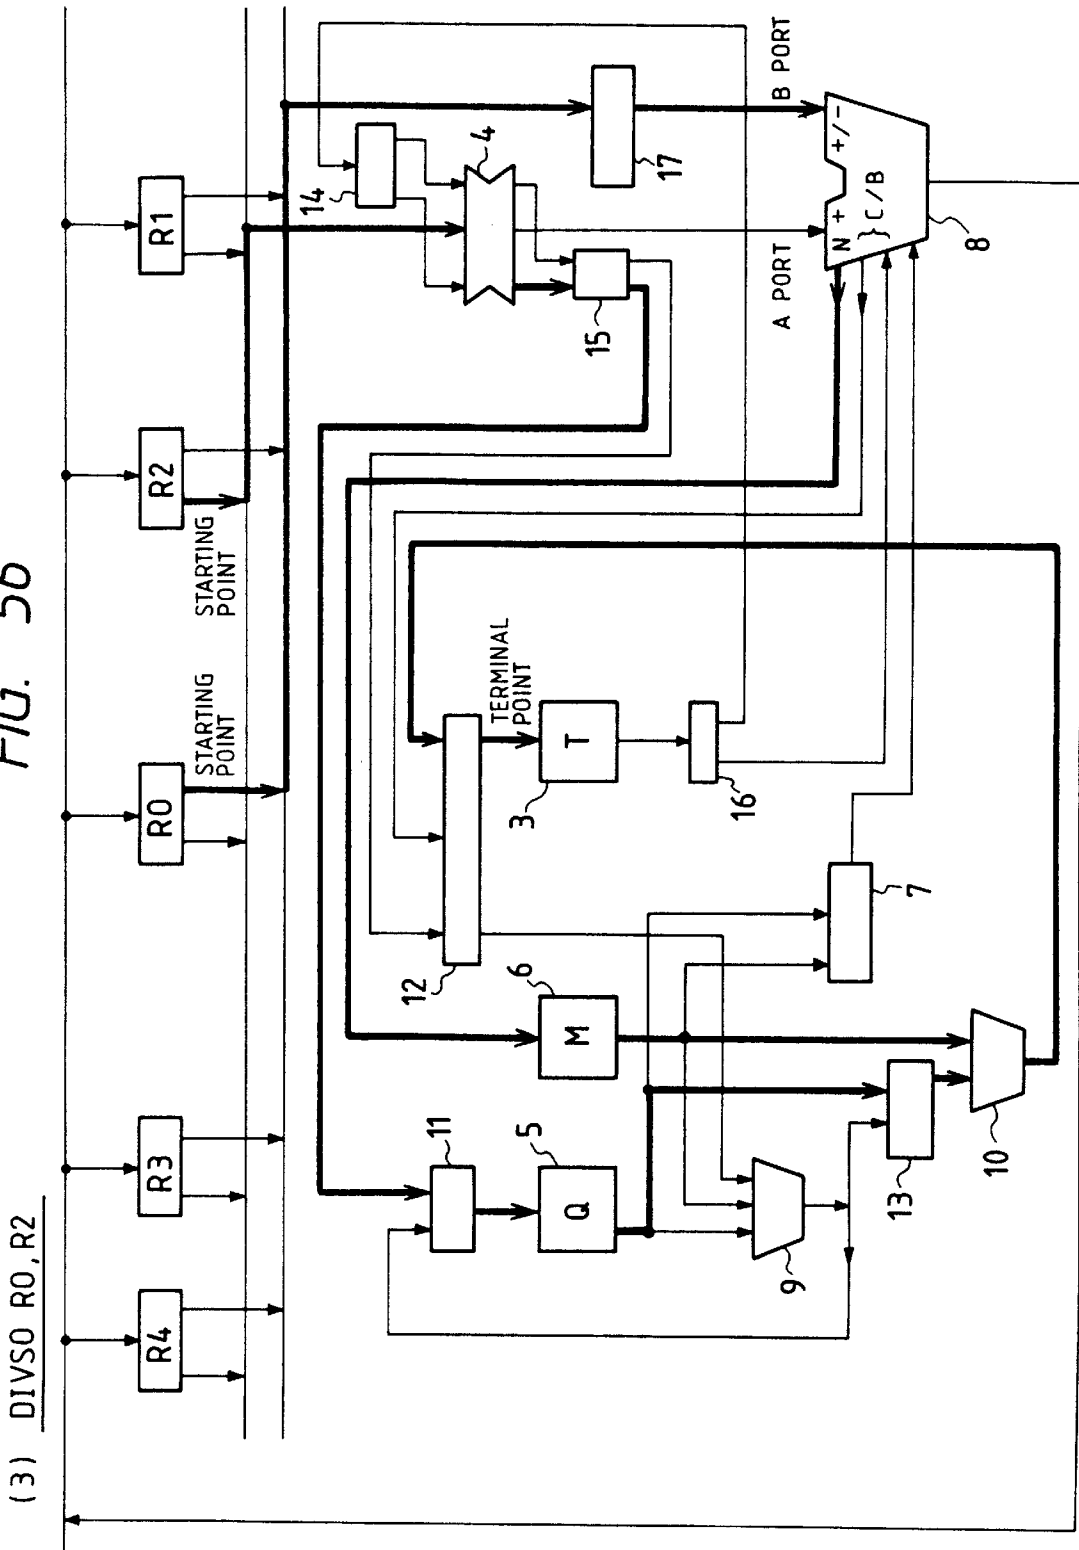 FIG. 5b
(3) DIVSO R0, R2
R4
R3
R0
R2
R1
STARTING
POINT
STARTING
POINT
14
4
11
12
TERMINAL
POINT
15
17
5
Q
6
M
3
T
16
A PORT
B PORT
9
13
10
7
N
+
+/-
} C/B
8